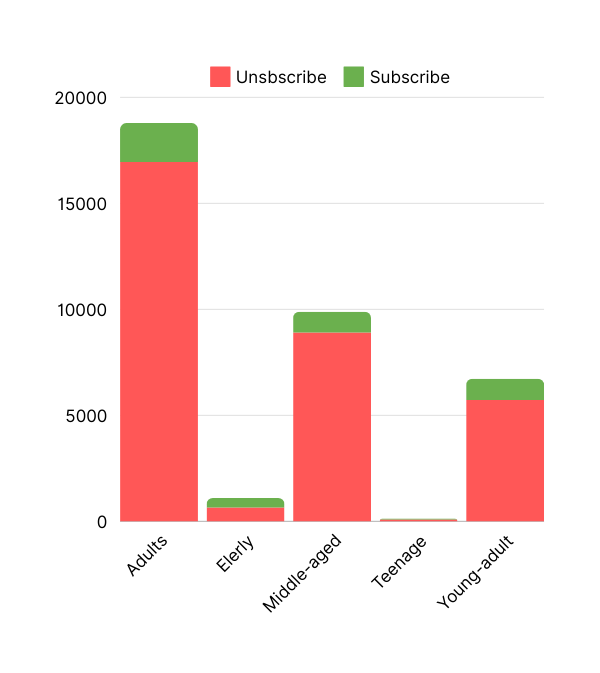 Unsbscribe Subscribe
20000
15000
10000
5000
0
Adults
Elerly
Middle-aged
Teenage
Young-adult